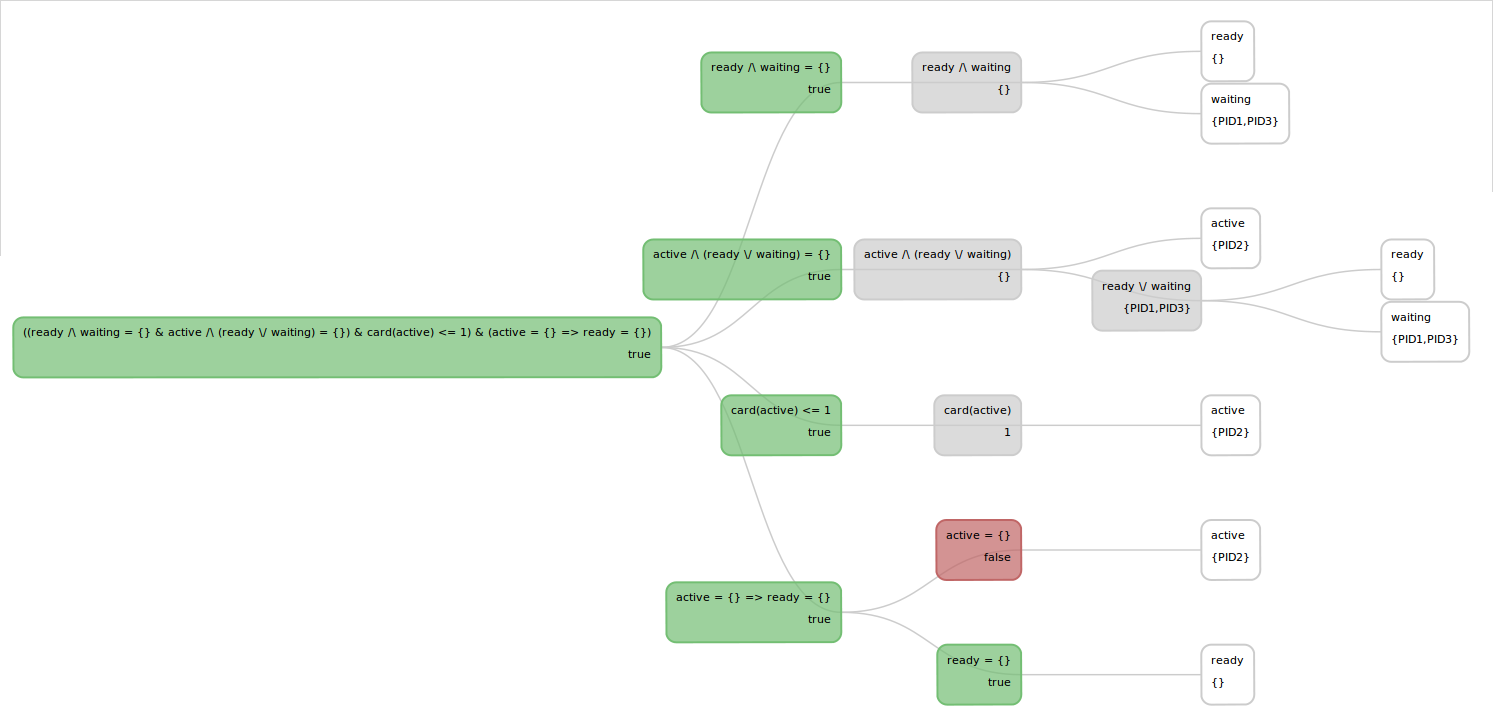 ready /\ waiting = {}
true
ready /\ waiting
{}
ready
{}
waiting
{PID1,PID3}
active /\ (ready \/ waiting) = {}
true
active /\ (ready \/ waiting)
{}
active
{PID2}
ready \/ waiting
{PID1,PID3}
ready
{}
waiting
{PID1,PID3}
((ready /\ waiting = {} & active /\ (ready \/ waiting) = {}) & card(active) <= 1) & (active = {} => ready = {})
true
card(active) <= 1
true
card(active)
1
active
{PID2}
active = {} => ready = {}
true
active = {}
false
active
{PID2}
ready = {}
true
ready
{}